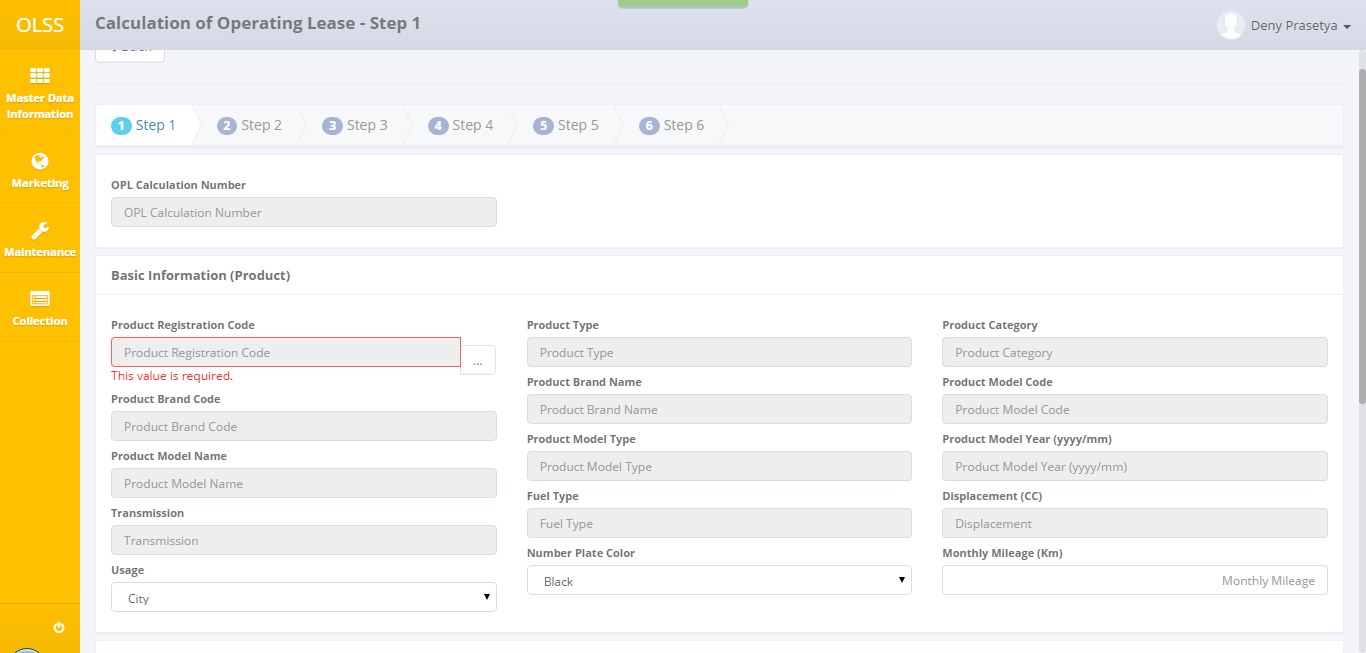 OLSS
Calculation of Operating Lease - Step 1
Deny Prasetya
Master Data
Information
Marketing
Maintenance
Collection
1 Step 1
2 Step 2
3 Step 3
4 Step 4
5 Step 5
6 Step 6
OPL Calculation Number
OPL Calculation Number
Basic Information (Product)
Product Registration Code
Product Registration Code
...
This value is required.
Product Brand Code
Product Brand Code
Product Model Name
Product Model Name
Transmission
Transmission
Usage
City
Product Type
Product Type
Product Brand Name
Product Brand Name
Product Model Type
Product Model Type
Fuel Type
Fuel Type
Number Plate Color
Black
Product Category
Product Category
Product Model Code
Product Model Code
Product Model Year (yyyy/mm)
Product Model Year (yyyy/mm)
Displacement (CC)
Displacement
Monthly Mileage (Km)
Monthly Mileage